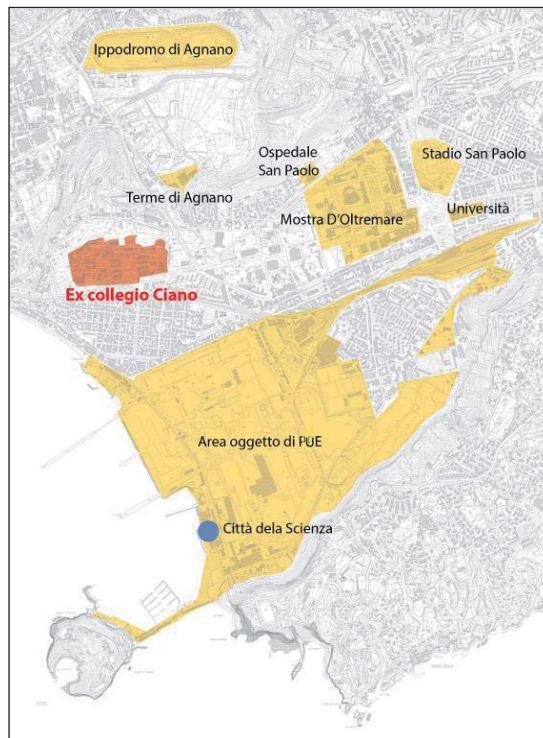 Ippodromo di Agnano
Ospedale
San Paolo
Stadio San Paolo
Terme di Agnano
Mostra D'Oltremare
Università
Ex collegio Ciano
Area oggetto di PUE
Città dela Scienza